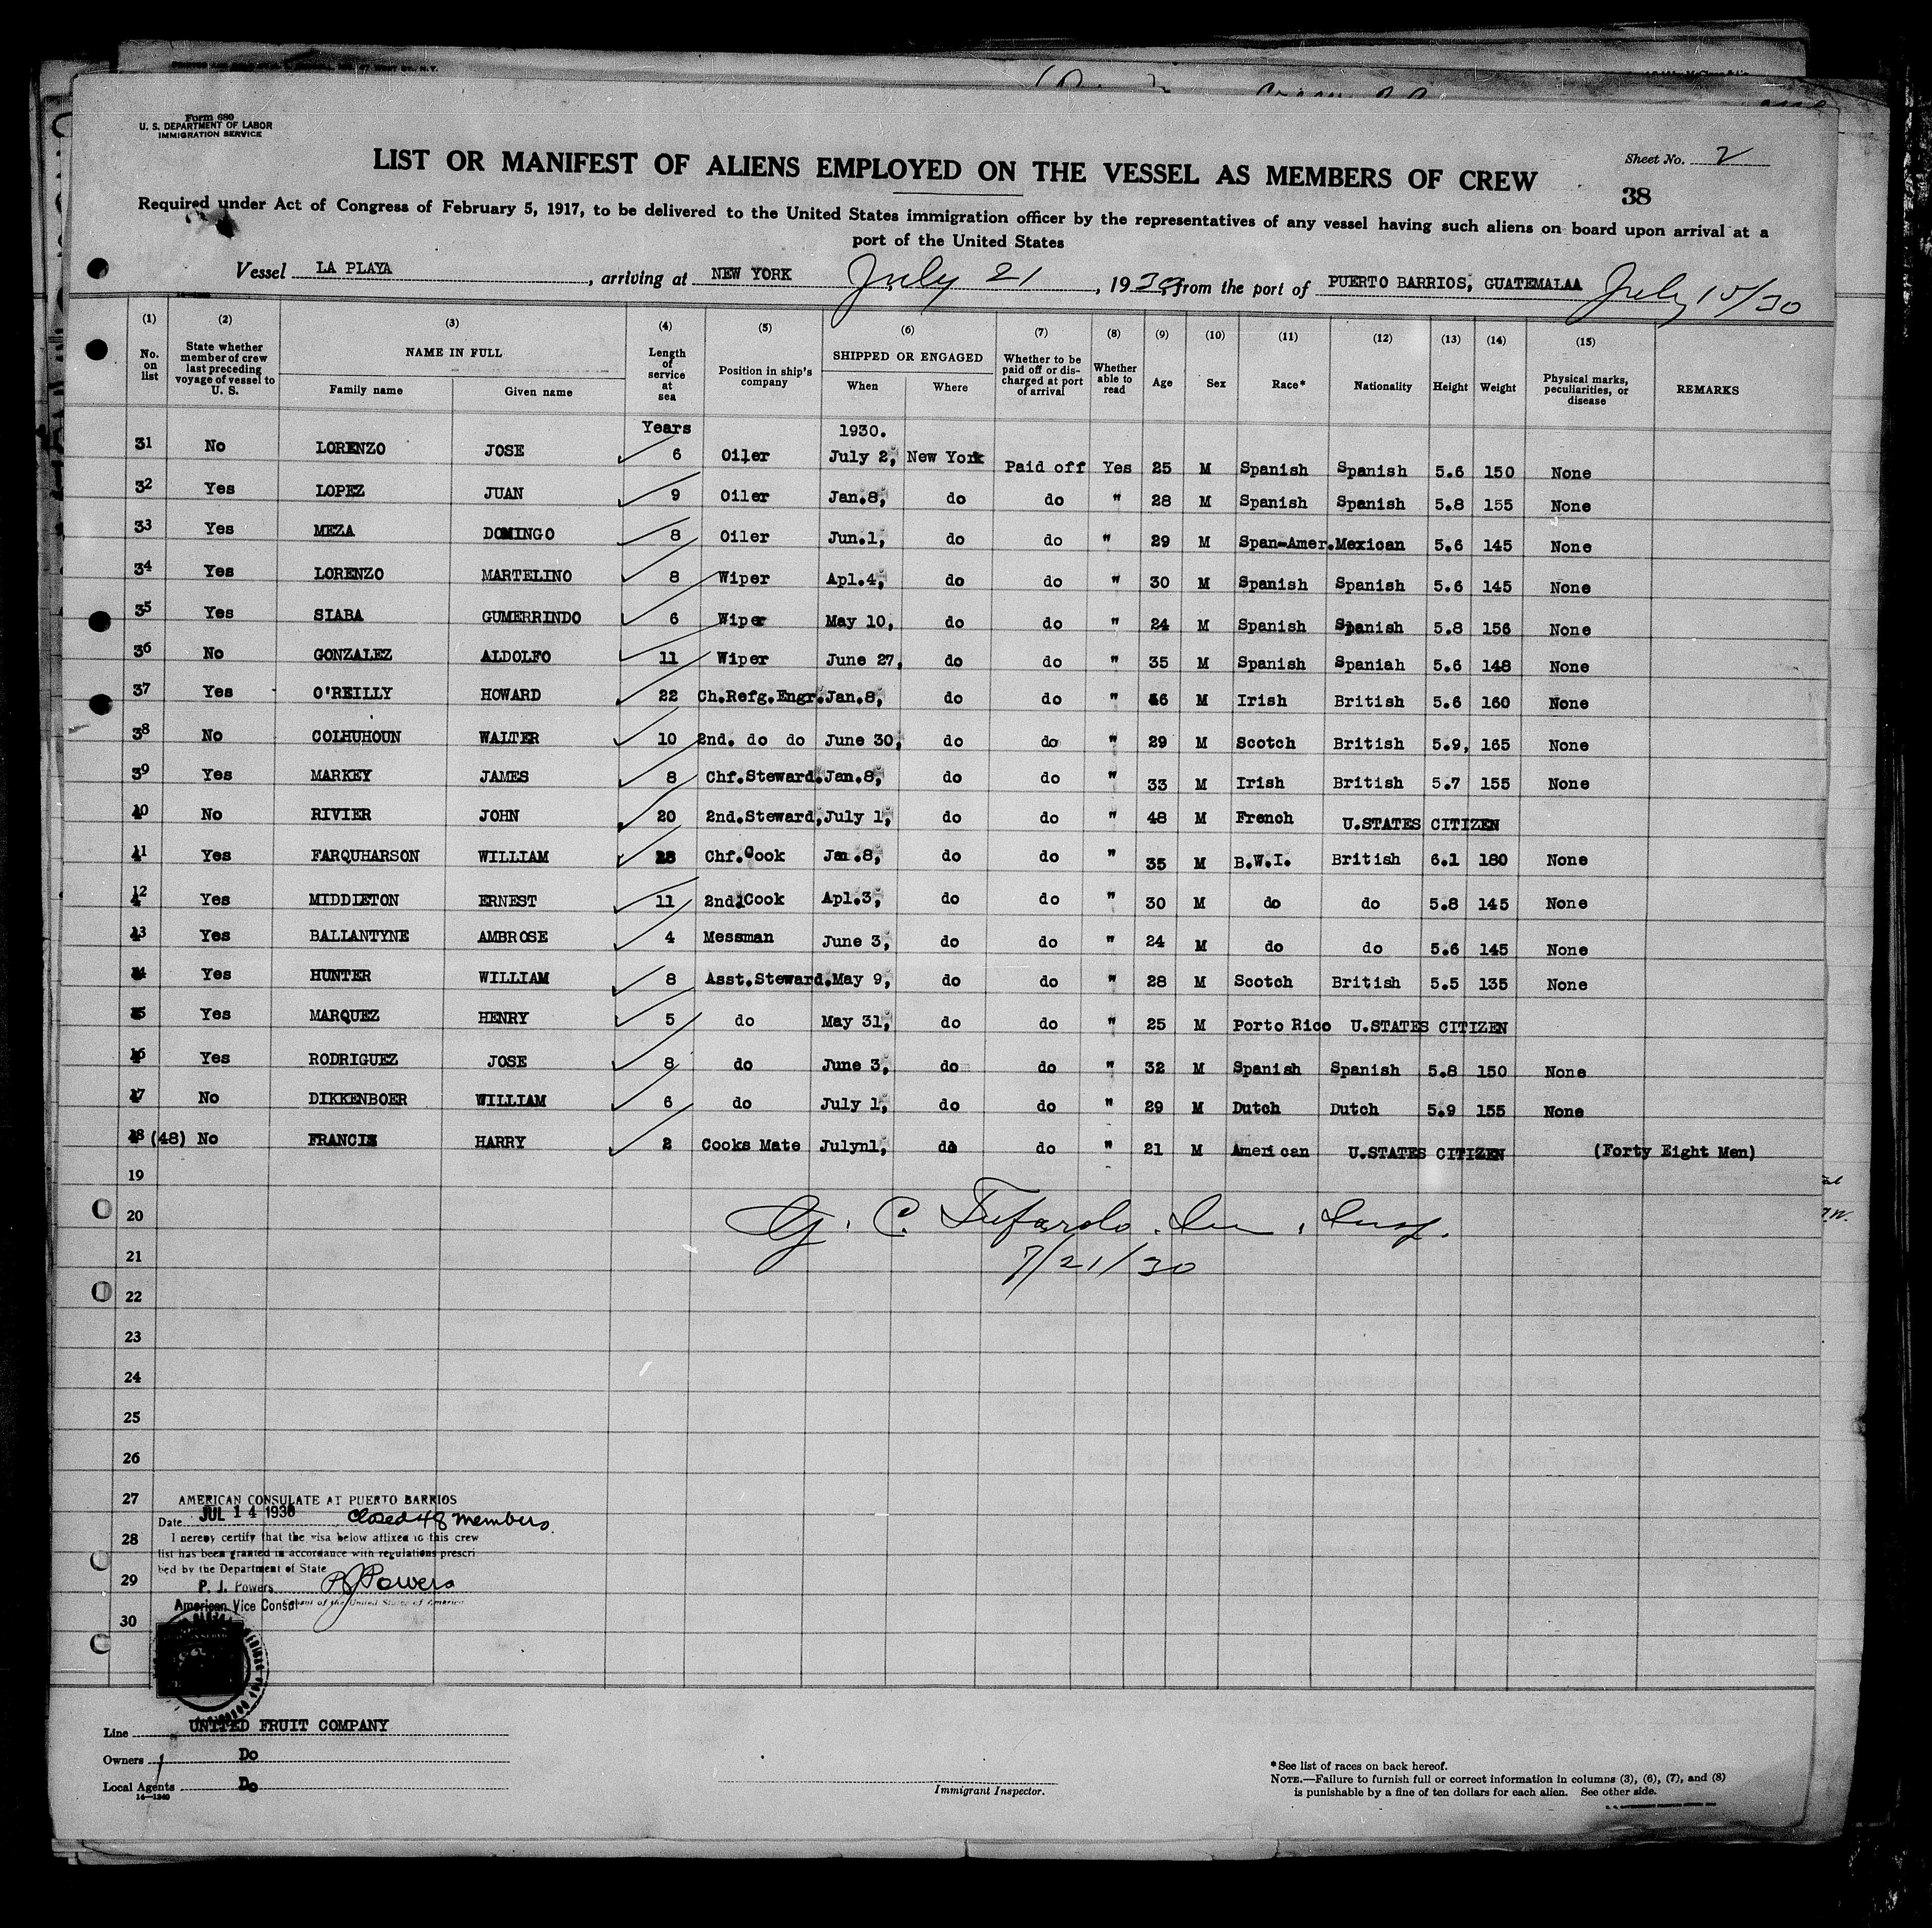 Form 680
U. S. DEPARTMENT OF LABOR
IMMIGRATION SERVICE
Sheet No. 2
LIST OR MANIFEST OF ALIENS EMPLOYED ON THE VESSEL AS MEMBERS OF CREW
38
Required under Act of Congress of February 5, 1917, to be delivered to the United States immigration officer by the representatives of any vessel having such aliens on board upon arrival at a
port of the United States
Vessel LA PLAYA, arriving at NEW YORK July 21, 1930, from the port of PUERTO BARRIOS, GUATEMALAA July 15/30
(1) (2) (3) (4) (5) (6) (7) (8) (9) (10) (11) (12) (13) (14) (15)
No. on list State whether member of crew last preceding voyage of vessel to U. S. NAME IN FULL Family name Given name Length of service at sea Position in ship's company SHIPPED OR ENGAGED When Where Whether to be paid off or discharged at port of arrival Whether able to read Age Sex Race* Nationality Height Weight Physical marks, peculiarities, or disease REMARKS
Years 1930.
31 No LORENZO JOSE 6 Oiler July 2, New York Paid off Yes 25 M Spanish Spanish 5.6 150 None
32 Yes LOPEZ JUAN 9 Oiler Jan.8, do do " 28 M Spanish Spanish 5.8 155 None
33 Yes MEZA DOMINGO 8 Oiler Jun.1, do do " 29 M Span-Amer. Mexican 5.6 145 None
34 Yes LORENZO MARTELINO 8 Wiper Apl.4, do do " 30 M Spanish Spanish 5.6 145 None
35 Yes SIABA GUMERRINDO 6 Wiper May 10, do do " 24 M Spanish Spanish 5.8 156 None
36 No GONZALEZ ALDOLFO 11 Wiper June 27, do do " 35 M Spanish Spaniah 5.6 148 None
37 Yes O'REILLY HOWARD 22 Ch.Refg.Engr. Jan.8, do do " 46 M Irish British 5.6 160 None
38 No COLHUHOUN WALTER 10 2nd. do do June 30, do do " 29 M Scotch British 5.9, 165 None
39 Yes MARKEY JAMES 8 Chf.Steward. Jan.8, do do " 33 M Irish British 5.7 155 None
40 No RIVIER JOHN 20 2nd.Steward, July 1, do do " 48 M French U.STATES CITIZEN
41 Yes FARQUHARSON WILLIAM Chf.Cook Jan.8, do do " 35 M B.W.I. British 6.1 180 None
42 Yes MIDDLETON ERNEST 11 2nd.Cook Apl.3, do do " 30 M do do 5.8 145 None
43 Yes BALLANTYNE AMBROSE 4 Messman June 3, do do " 24 M do do 5.6 145 None
44 Yes HUNTER WILLIAM 8 Asst.Steward. May 9, do do " 28 M Scotch British 5.5 135 None
45 Yes MARQUEZ HENRY 5 do May 31, do do " 25 M Porto Rico U.STATES CITIZEN
46 Yes RODRIGUEZ JOSE 8 do June 3, do do " 32 M Spanish Spanish 5.8 150 None
47 No DIKKENBOER WILLIAM 6 do July 1, do do " 29 M Dutch Dutch 5.9 155 None
48 (48) No FRANCIS HARRY 2 Cooks Mate Julyn1, do do " 21 M American U.STATES CITIZEN (Forty Eight Men)
19
20
G. C. Tufarolo. Im. Insp.
21
7/21/30
22
23
24
25
26
27
AMERICAN CONSULATE AT PUERTO BARRIOS
Date JUL 14 1930 Closed 48 members.
28
I hereby certify that the visa below affixed to this crew
list has been granted in accordance with regulations prescri
bed by the Department of State
29
P. J. Powers PJPowers
American Vice Consul Consul of the United States of America
30
Line UNITED FRUIT COMPANY
Owners Do
Local Agents Do
14—1240
Immigrant Inspector.
*See list of races on back hereof.
NOTE.—Failure to furnish full or correct information in columns (3), (6), (7), and (8)
is punishable by a fine of ten dollars for each alien. See other side.